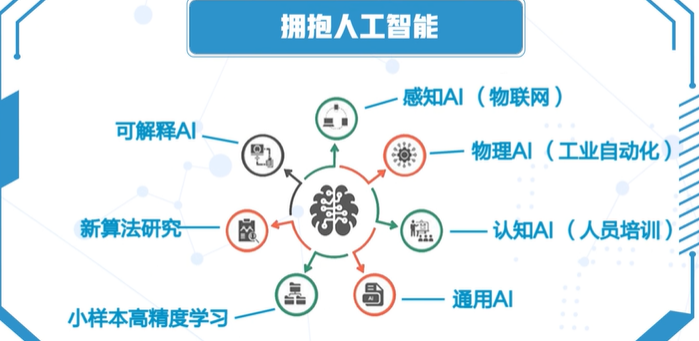 拥抱人工智能
感知AI（物联网）
可解释AI
物理AI（工业自动化）
新算法研究
认知AI（人员培训）
通用AI
小样本高精度学习
AI